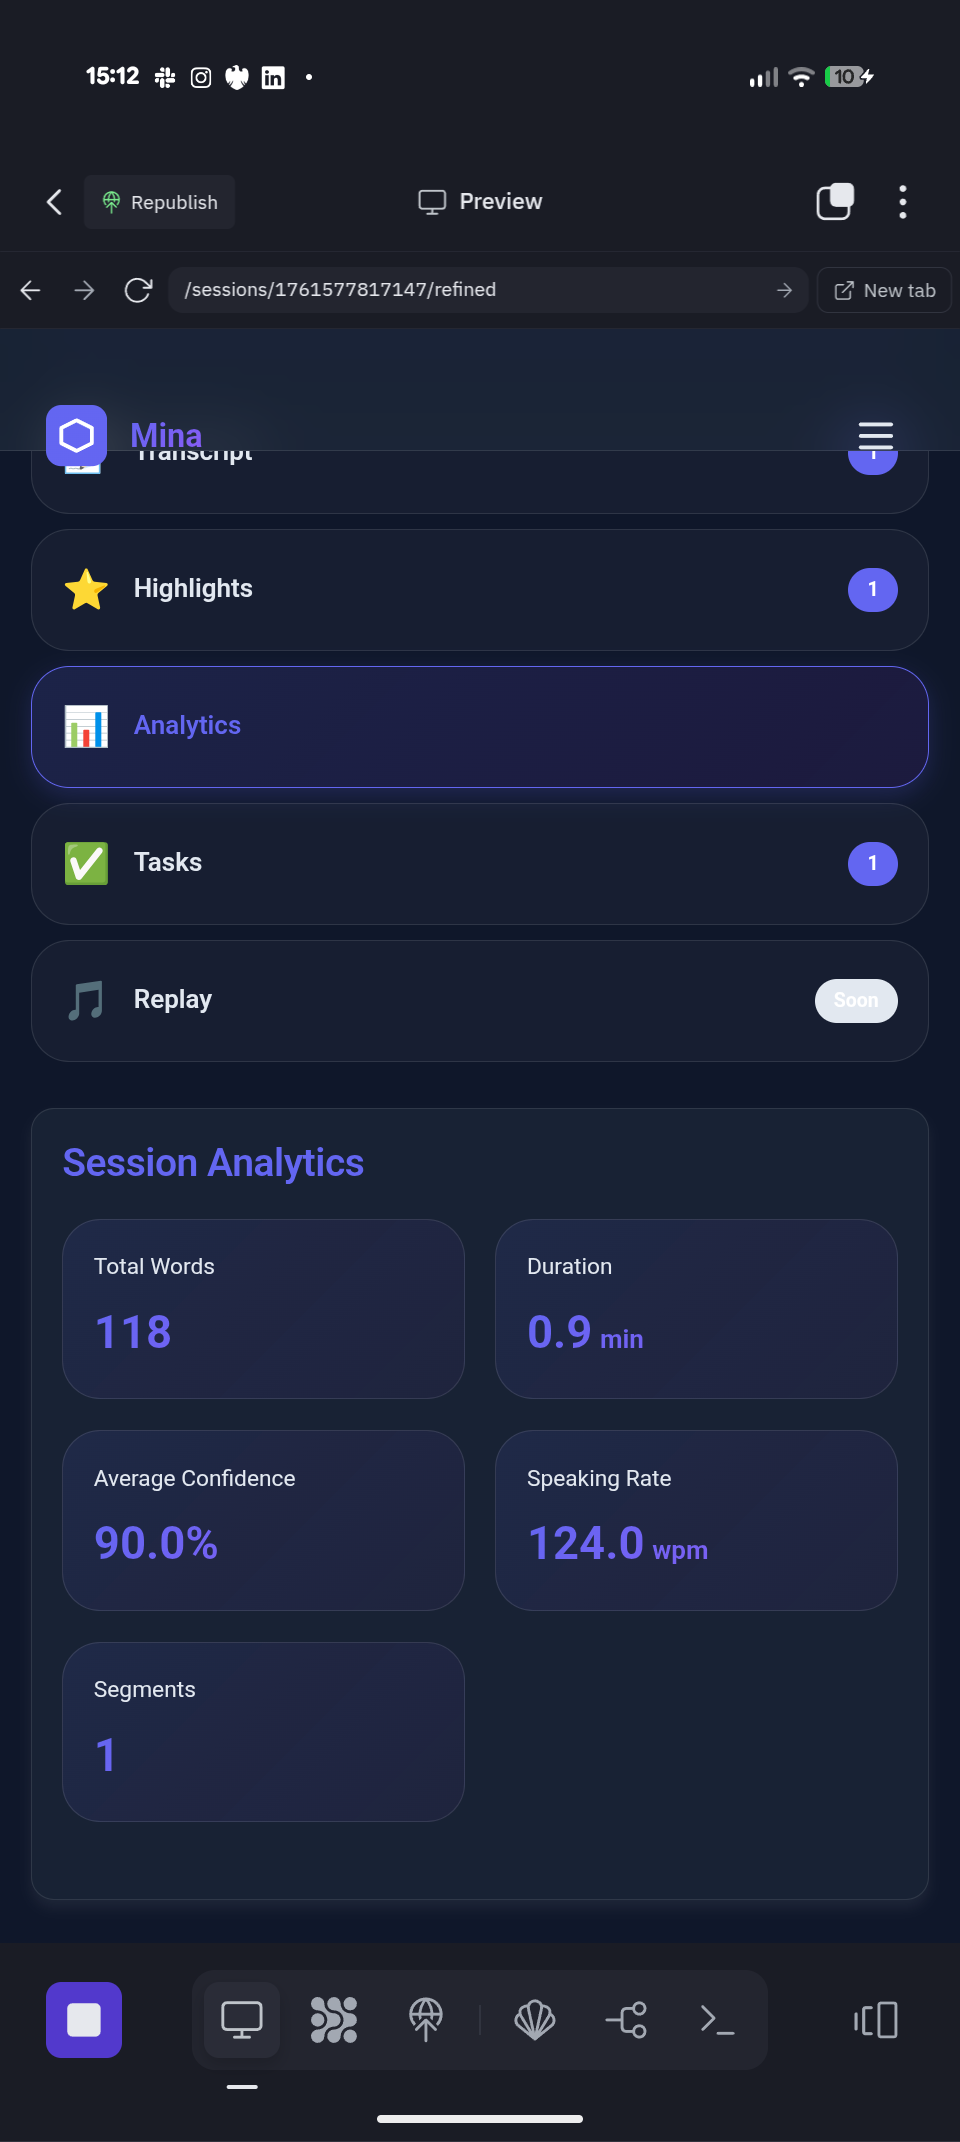 15:12
10
Republish
Preview
/sessions/1761577817147/refined
New tab
Mina
Transcript
1
Highlights
1
Analytics
Tasks
1
Replay
Soon
Session Analytics
Total Words
118
Duration
0.9 min
Average Confidence
90.0%
Speaking Rate
124.0 wpm
Segments
1